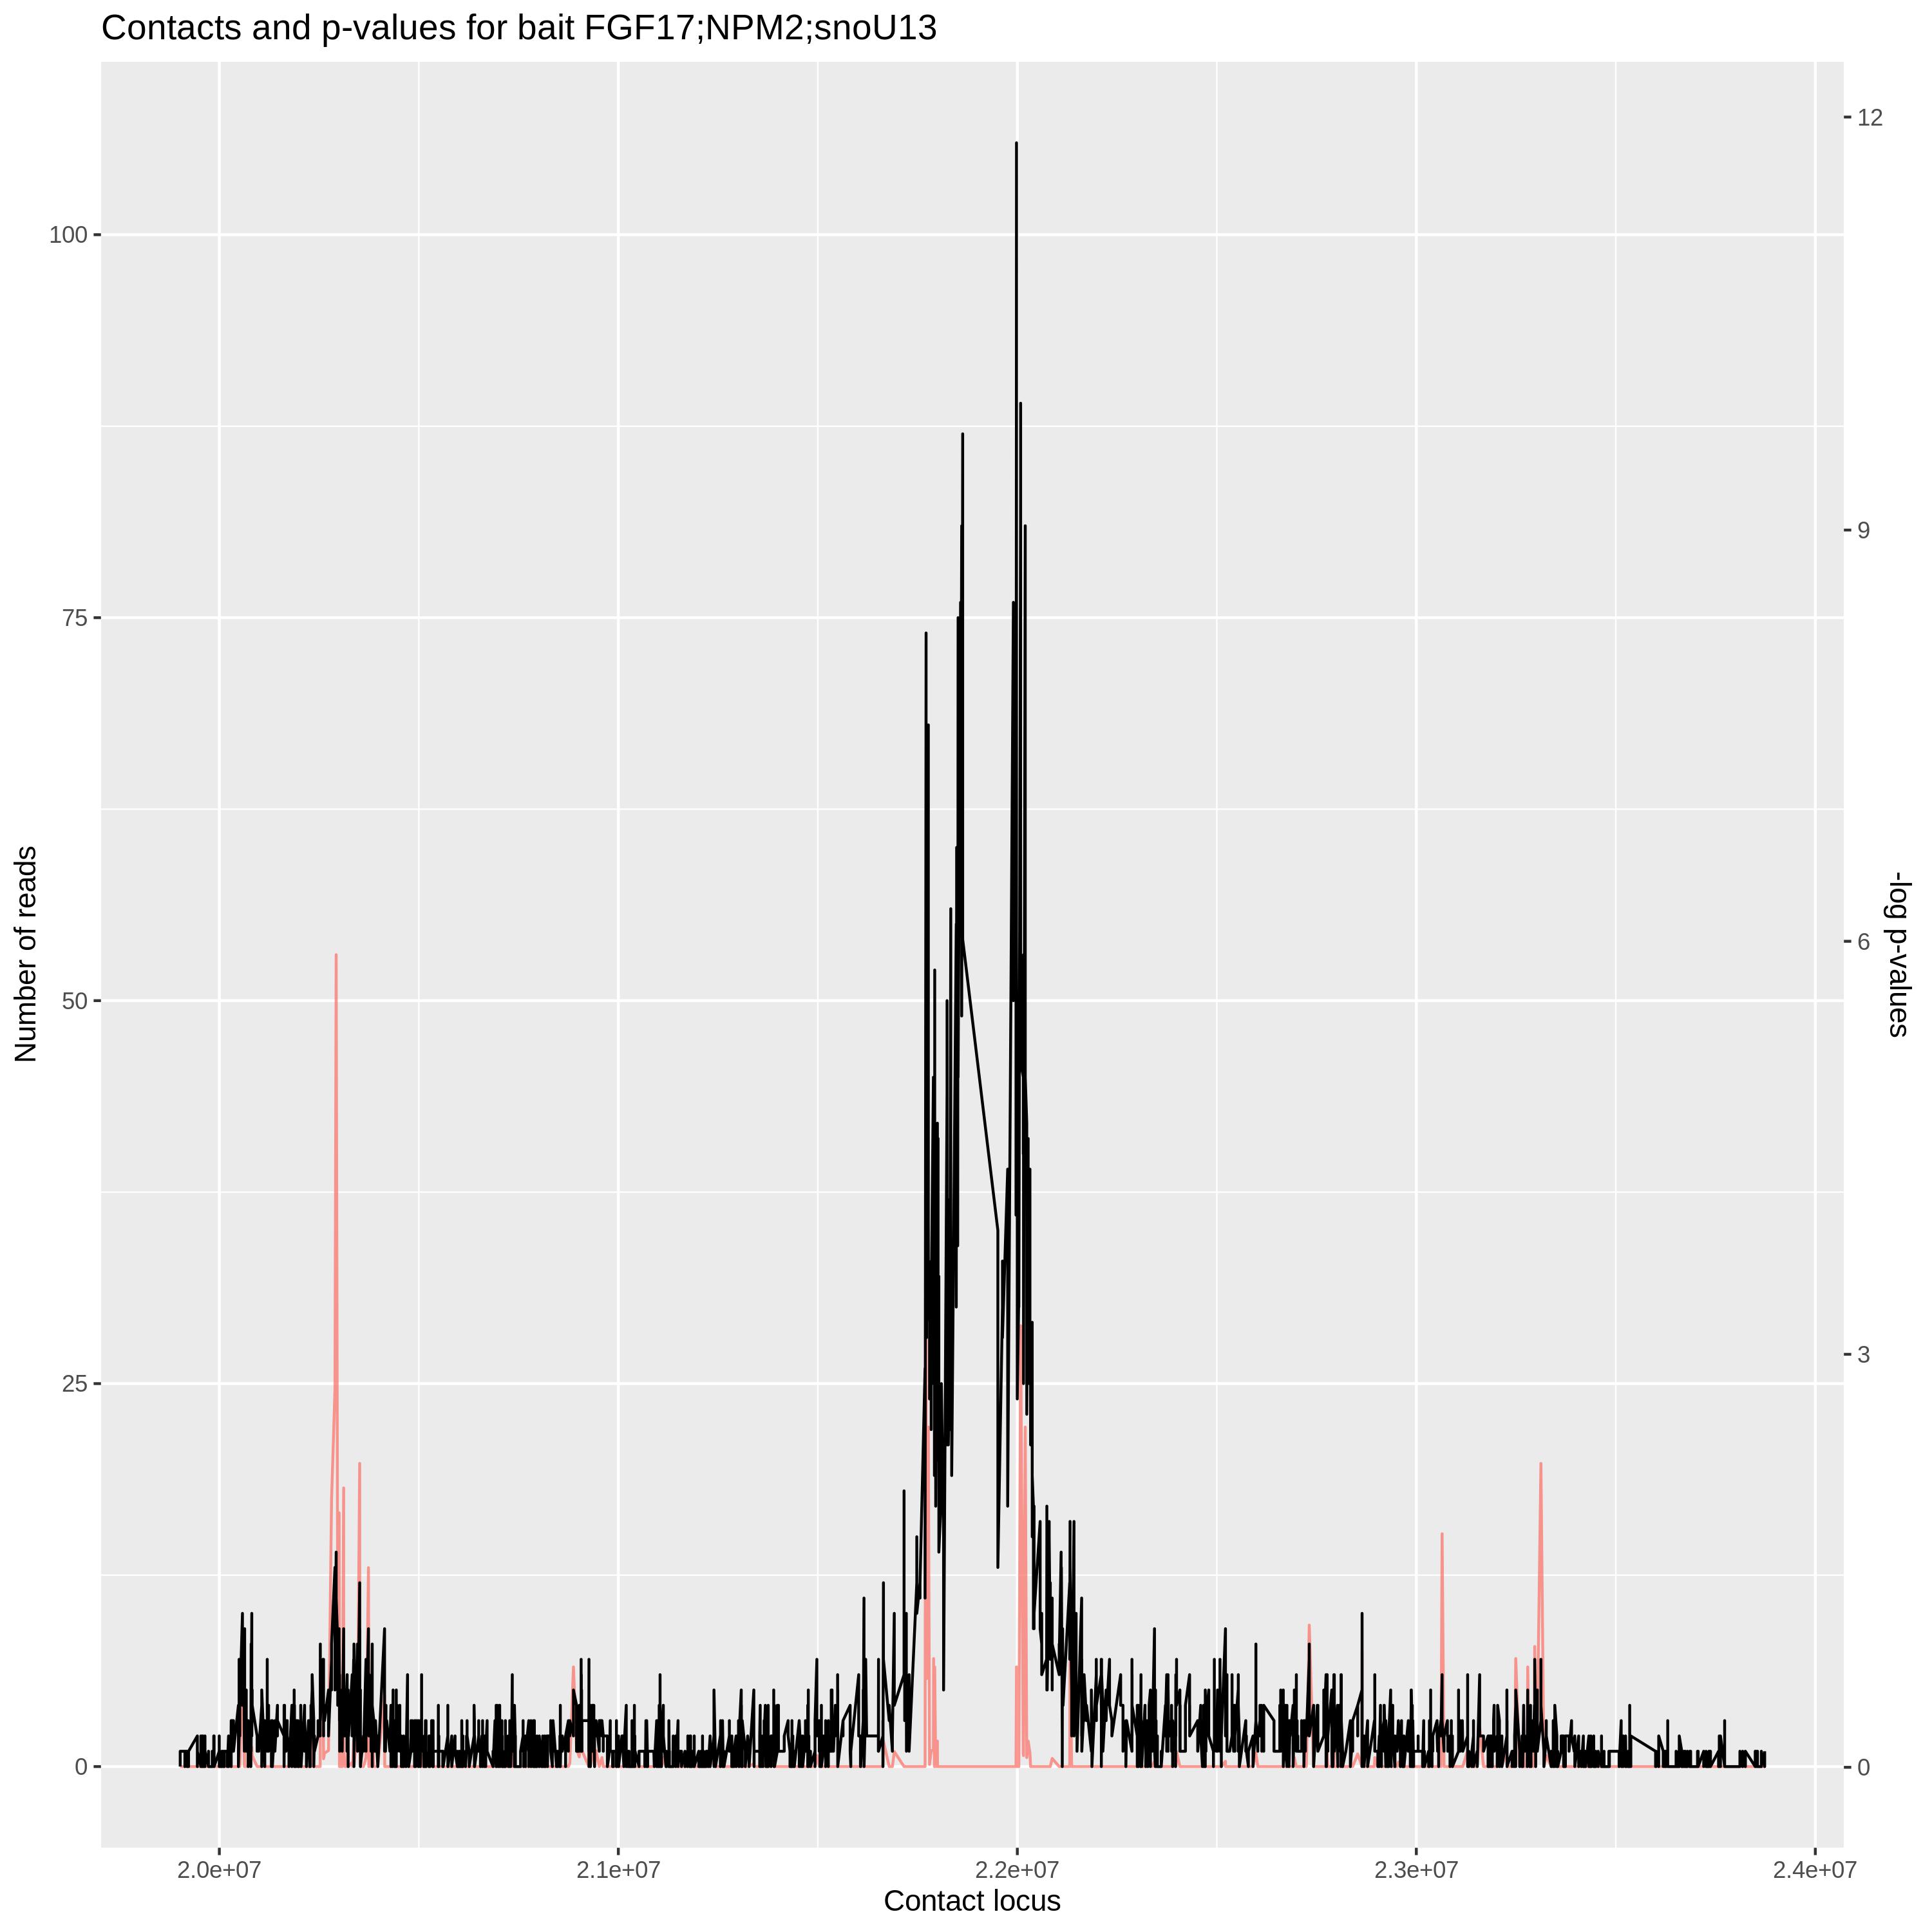 Contacts and p-values for bait FGF17;NPM2;snoU13
12
100
9
75
6
50
3
25
0
0
Number of reads
-log p-values
2.0e+07
2.1e+07
2.2e+07
2.3e+07
2.4e+07
Contact locus